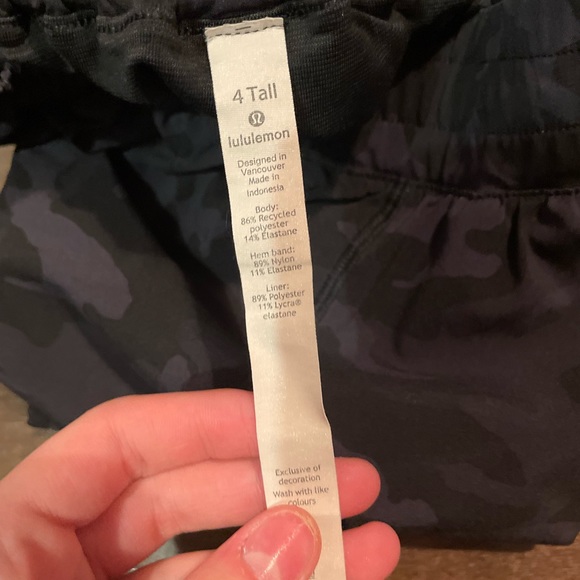 4 Tall
lululemon
Designed in
Vancouver
Made in
Indonesia
Body:
86% Recycled
polyester
14% Elastane
Hem band:
89% Nylon
11% Elastane
Liner:
89% Polyester
11% Lycra®
elastane
Exclusive of
decoration
Wash with like
colours